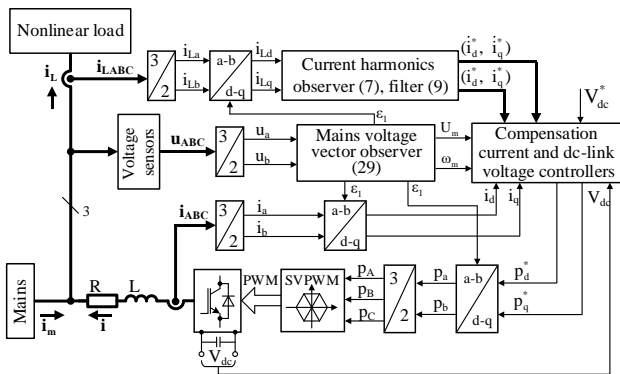 Nonlinear load
i_L
i_LABC
3
2
i_La
i_Lb
a-b
d-q
i_Ld
i_Lq
Current harmonics
observer (7), filter (9)
(i_d^*, i_q^*)
(i_d^*, i_q^*)
V_dc^*
ε_1
Voltage
sensors
u_ABC
3
2
u_a
u_b
Mains voltage
vector observer
(29)
U_m
ω_m
Compensation
current and dc-link
voltage controllers
ε_1
ε_1
i_d
i_q
V_dc
3
i_ABC
3
2
i_a
i_b
a-b
d-q
Mains
i_m
R
L
i
PWM
SVPWM
p_A
p_B
p_C
3
2
p_a
p_b
a-b
d-q
p_d^*
p_q^*
V_dc